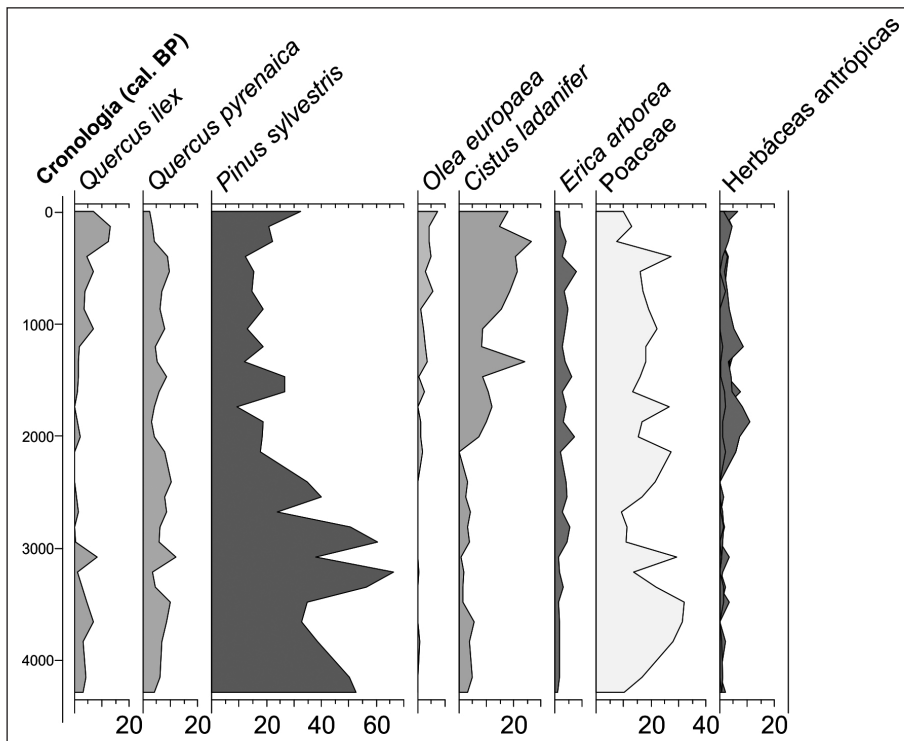 Cronología (cal. BP)
Quercus ilex
Quercus pyrenaica
Pinus sylvestris
Olea europaea
Cistus ladanifer
Erica arborea
Poaceae
Herbáceas antrópicas
0
1000
2000
3000
4000
20 20 20 40 60 20 20 20 40 20